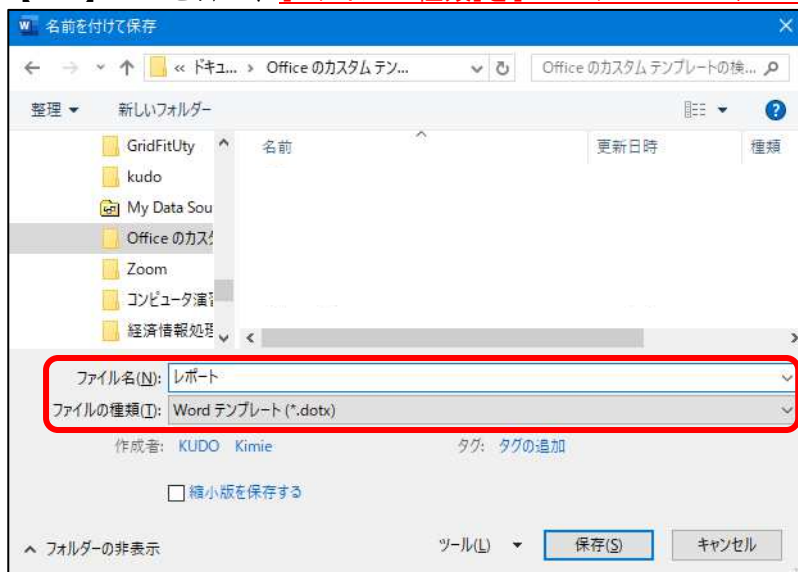 名前を付けて保存
« ドキュ... › Office のカスタム テン...
Office のカスタム テンプレートの検...
整理 新しいフォルダー
名前 更新日時 種類
GridFitUty
kudo
My Data Sou
Office のカスタ
Zoom
コンピュータ演習
経済情報処理
ファイル名(N): レポート
ファイルの種類(T): Word テンプレート (*.dotx)
作成者: KUDO Kimie タグ: タグの追加
縮小版を保存する
フォルダーの非表示 ツール(L) 保存(S) キャンセル